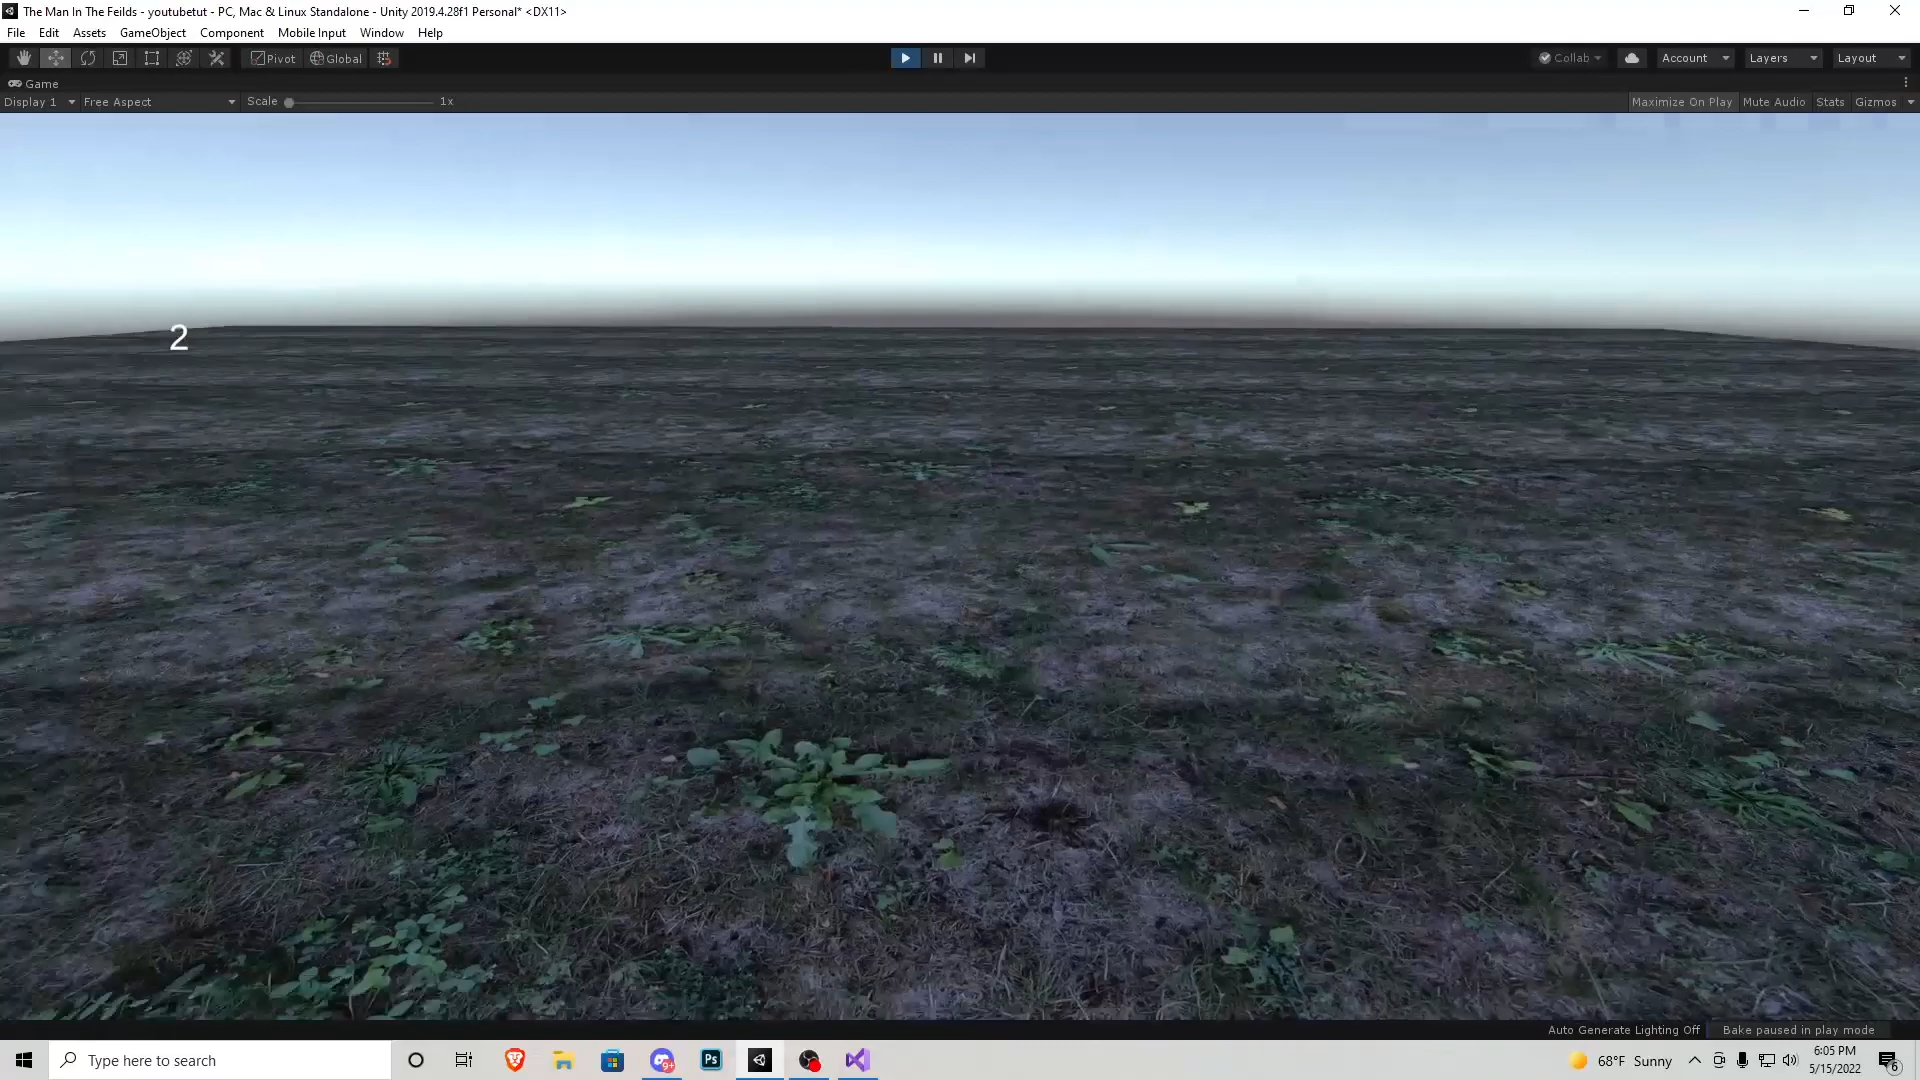 The Man In The Feilds - youtubetut - PC, Mac & Linux Standalone - Unity 2019.4.28f1 Personal* <DX11>
File Edit Assets GameObject Component Mobile Input Window Help
Pivot Global Collab Account Layers Layout
Game
Display 1 Free Aspect Scale 1x Maximize On Play Mute Audio Stats Gizmos
2
Auto Generate Lighting Off Bake paused in play mode
Type here to search 9+ Ps 68°F Sunny 6:05 PM 6
5/15/2022